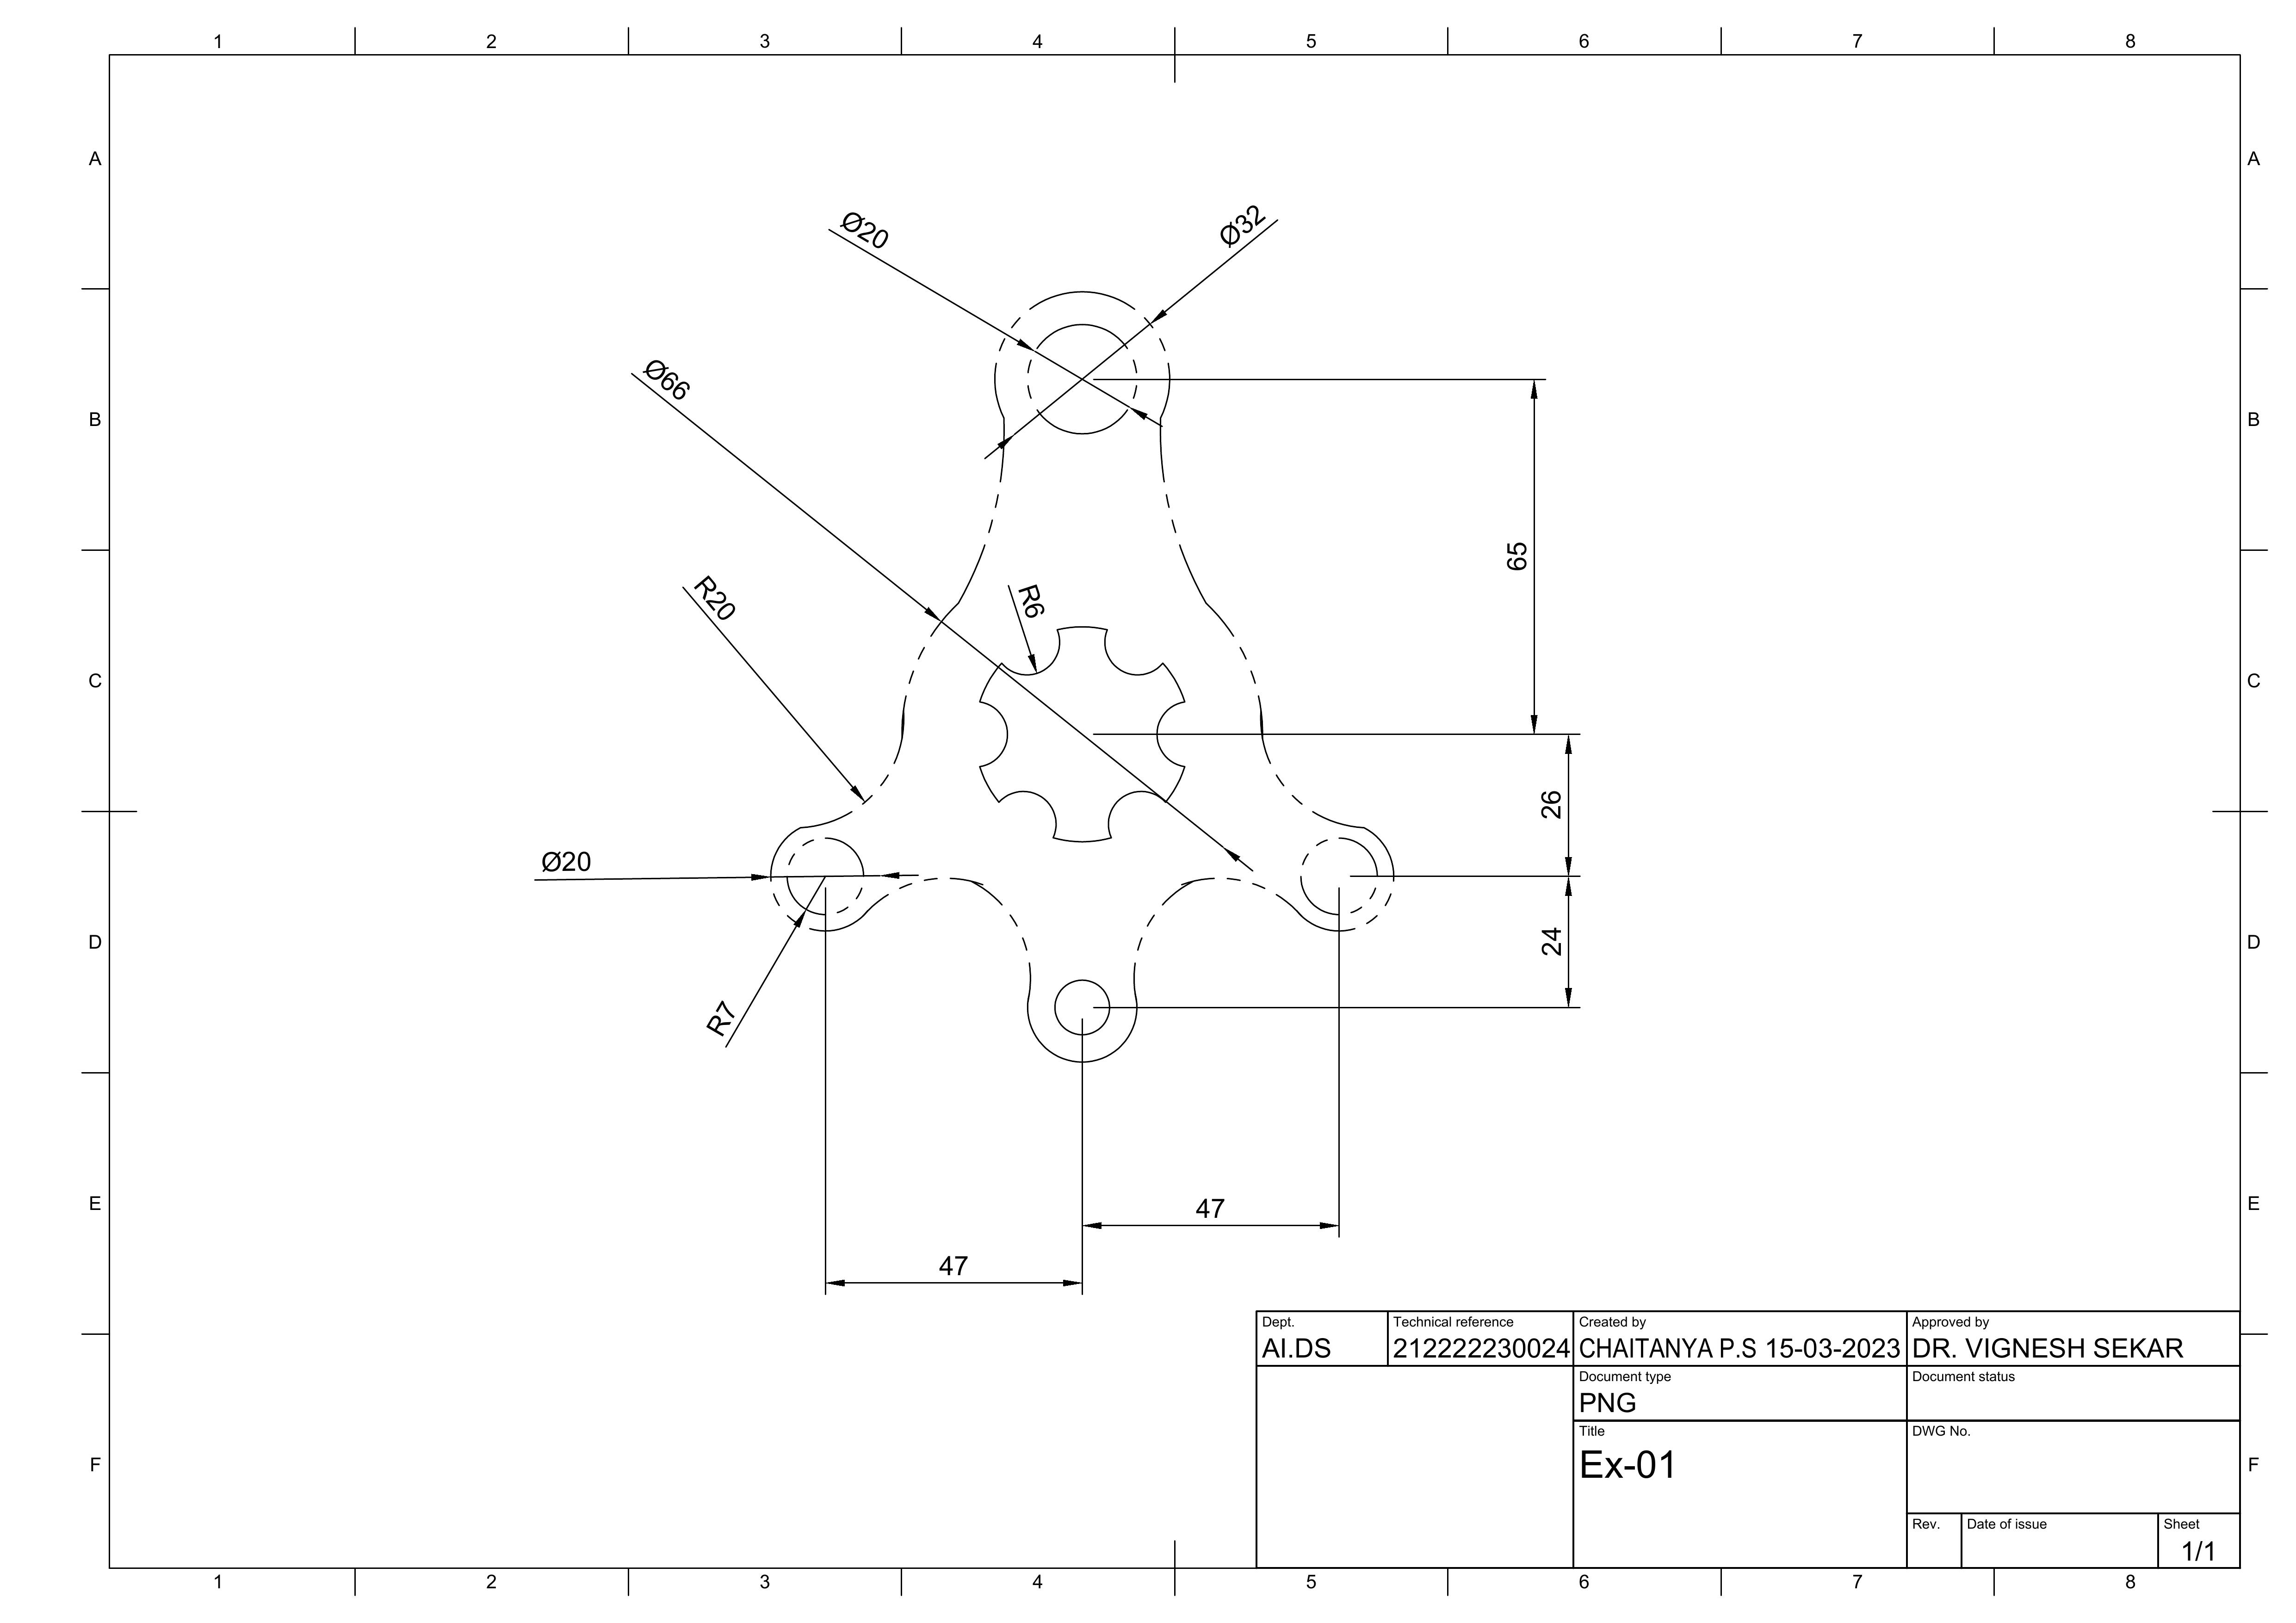 1 2 3 4 5 6 7 8
A A
Ø20 Ø32
Ø66
B B
65
R20 R6
C C
26
Ø20
24
D D
R7
E E
47
47
Dept. Technical reference Created by Approved by
AI.DS 212222230024 CHAITANYA P.S 15-03-2023 DR. VIGNESH SEKAR
Document type Document status
PNG
Title DWG No.
Ex-01
F F
Rev. Date of issue Sheet
1/1
1 2 3 4 5 6 7 8